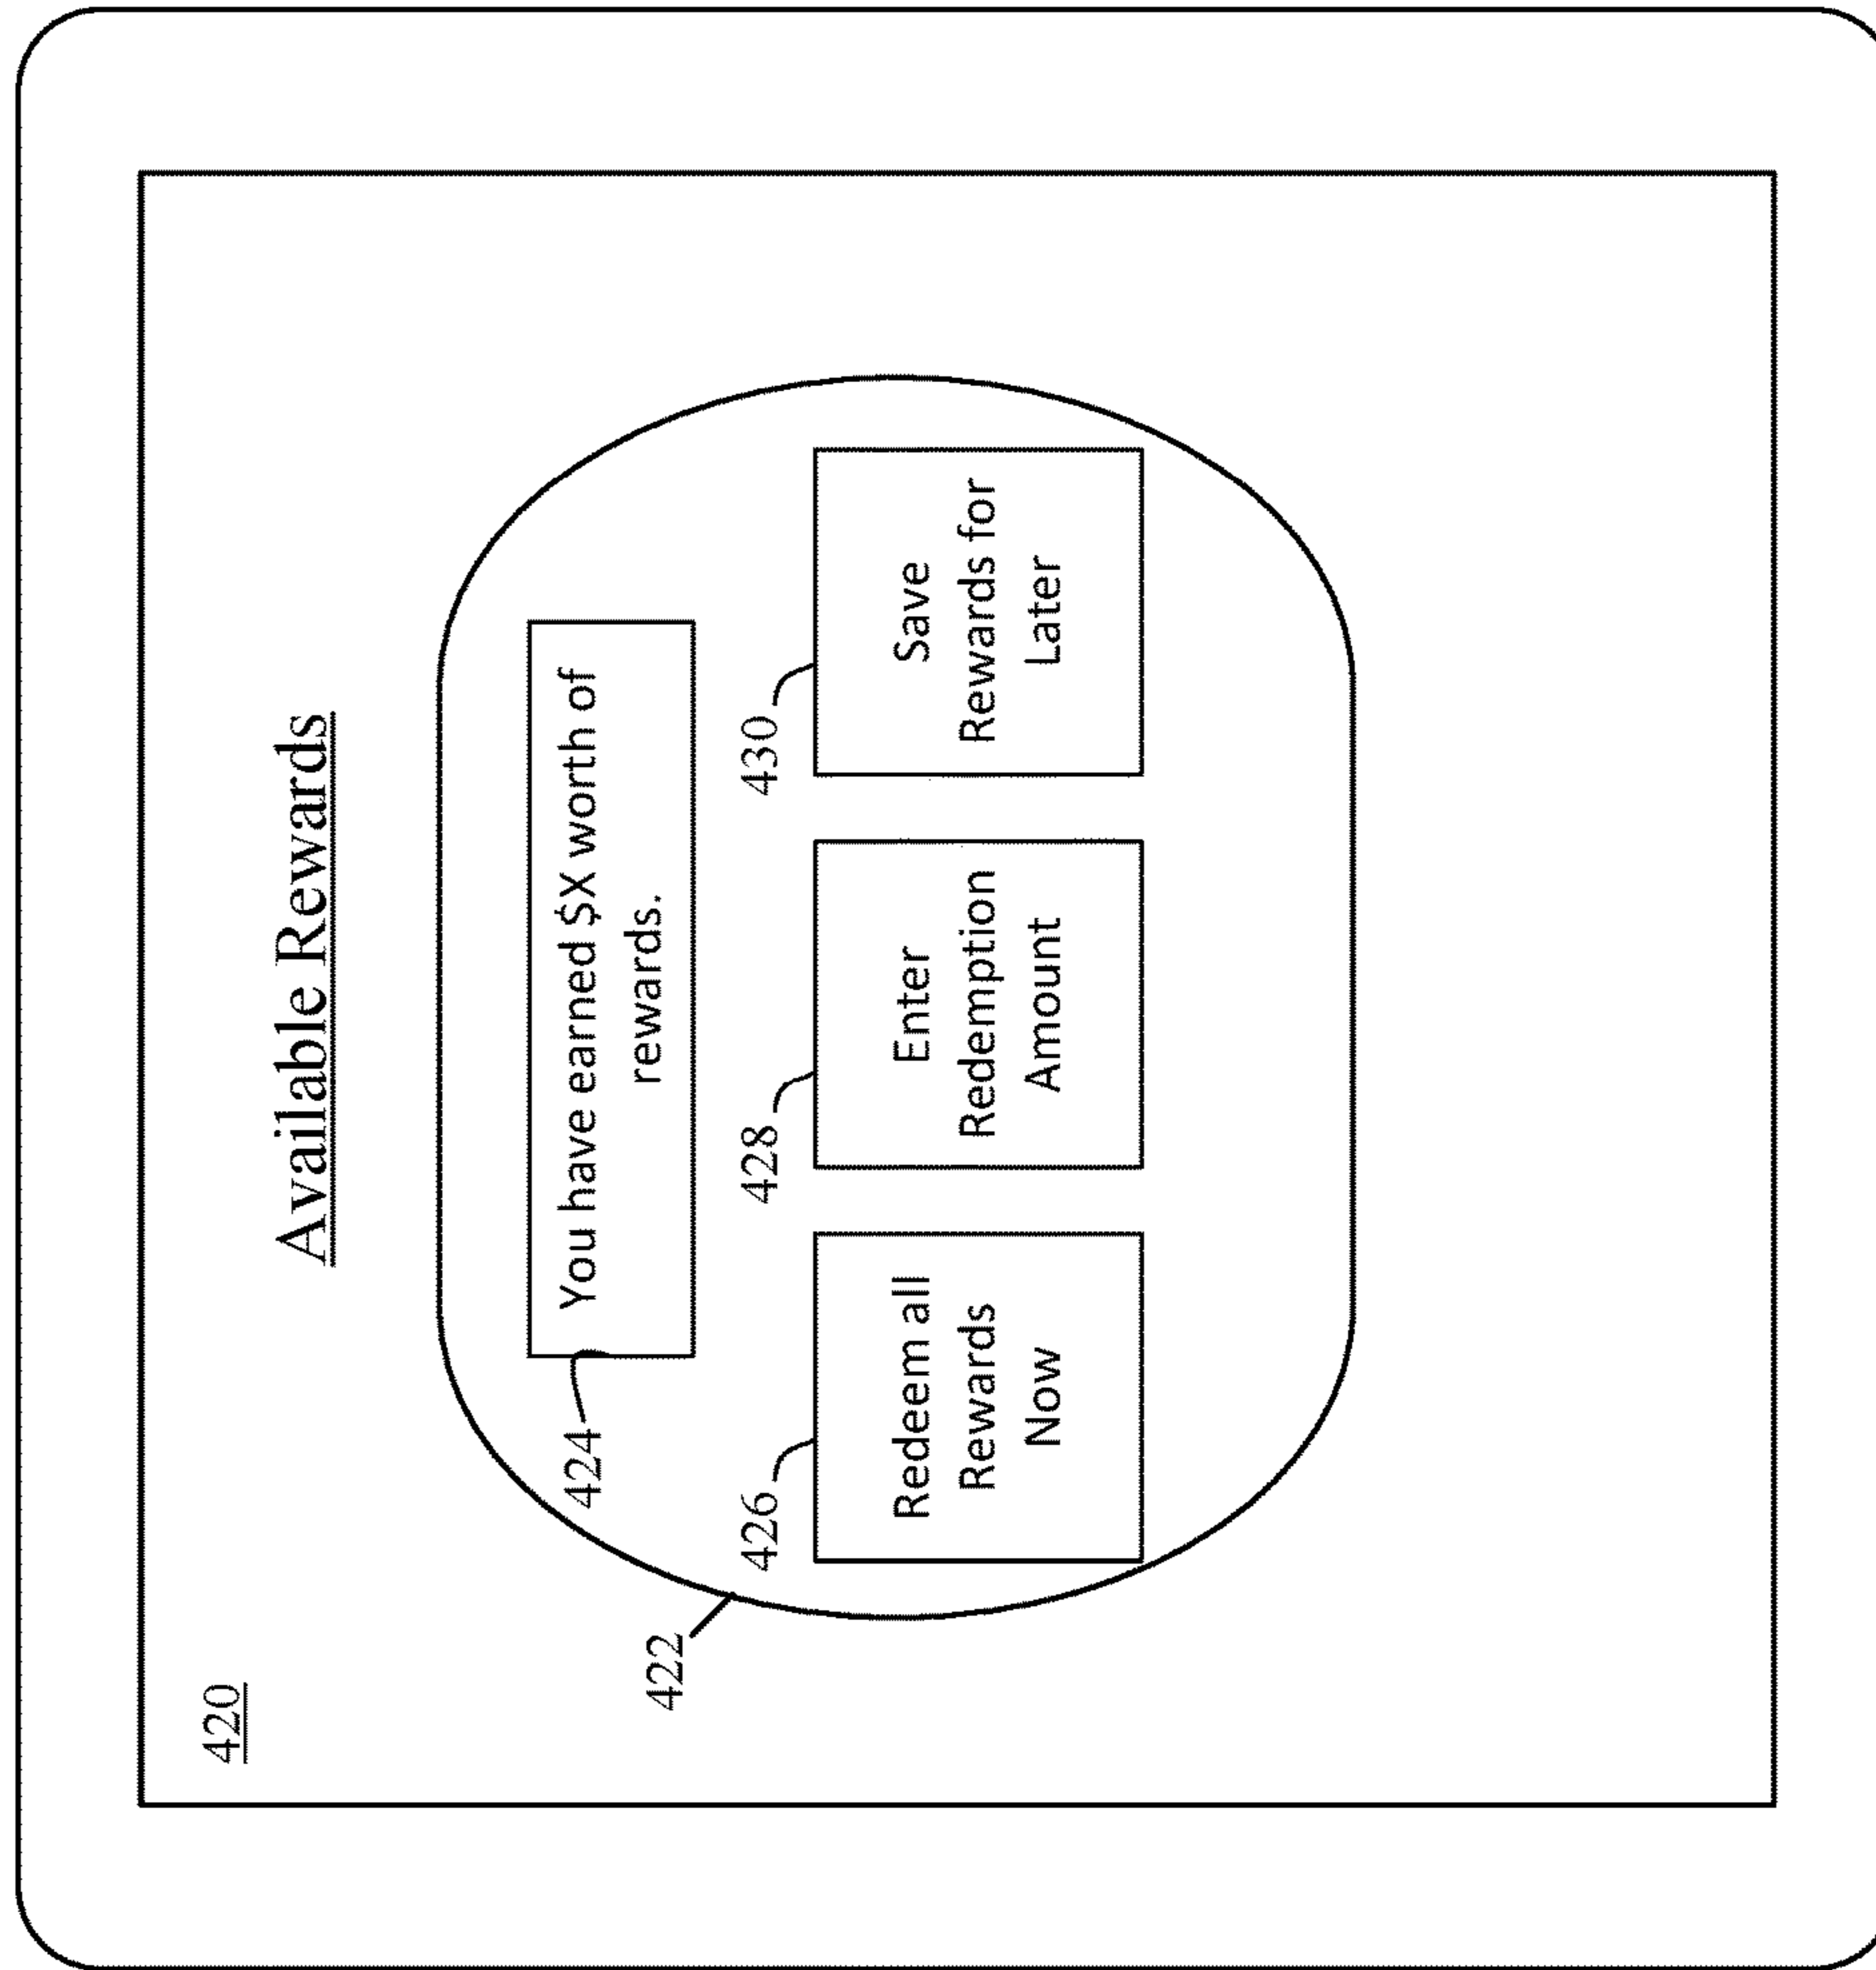 420
Available Rewards
422
424
You have earned $X worth of
rewards.
426
Redeem all
Rewards
Now
428
Enter
Redemption
Amount
430
Save
Rewards for
Later